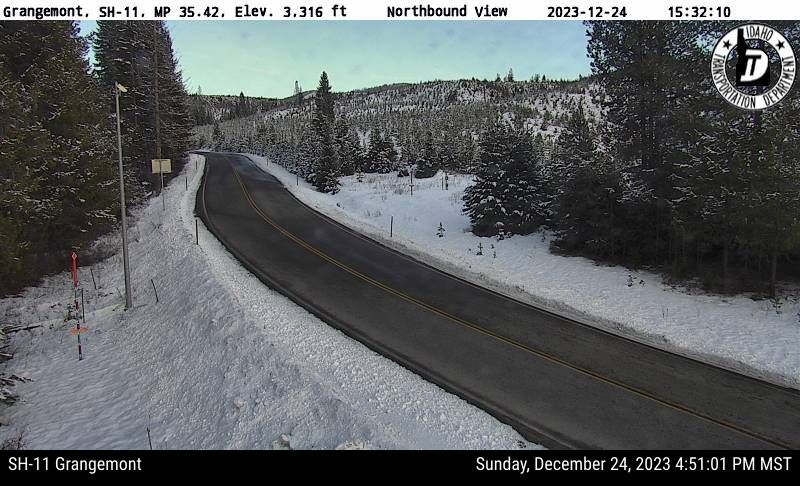 Grangemont, SH-11, MP 35.42, Elev. 3,316 ft Northbound View 2023-12-24 15:32:10
IDAHO TRANSPORTATION DEPARTMENT
SH-11 Grangemont Sunday, December 24, 2023 4:51:01 PM MST